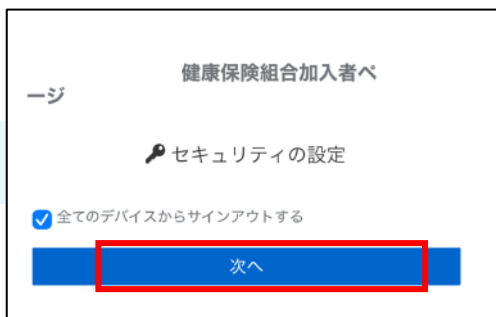 健康保険組合加入者ペ
ージ
セキュリティの設定
全てのデバイスからサインアウトする
次へ